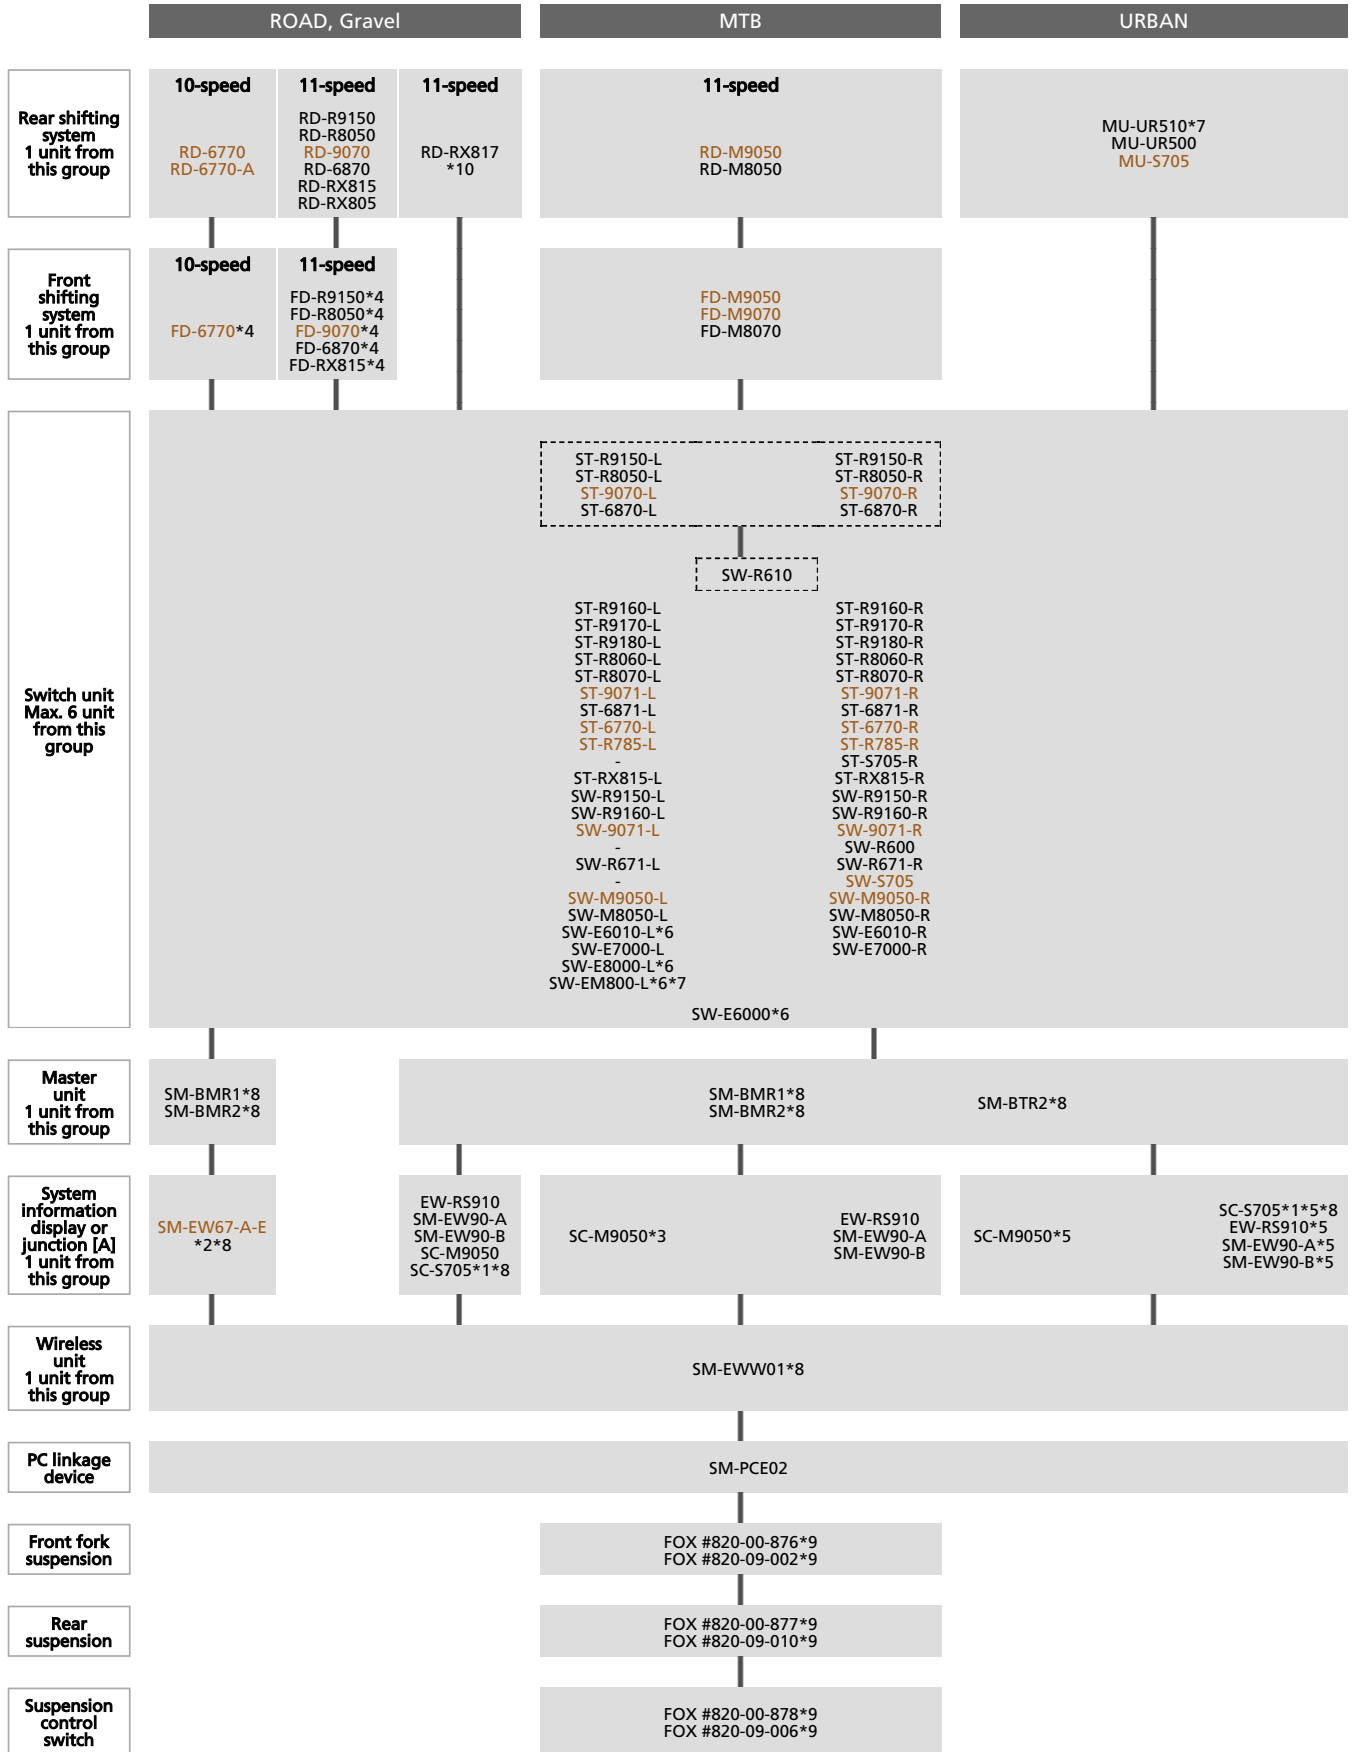 ROAD, Gravel
MTB
URBAN
Rear shifting
system
1 unit from
this group
10-speed
RD-6770
RD-6770-A
11-speed
RD-R9150
RD-R8050
RD-9070
RD-6870
RD-RX815
RD-RX805
11-speed
RD-RX817
*10
11-speed
RD-M9050
RD-M8050
MU-UR510*7
MU-UR500
MU-S705
Front
shifting
system
1 unit from
this group
10-speed
FD-6770*4
11-speed
FD-R9150*4
FD-R8050*4
FD-9070*4
FD-6870*4
FD-RX815*4
FD-M9050
FD-M9070
FD-M8070
Switch unit
Max. 6 unit
from this
group
ST-R9150-L ST-R9150-R
ST-R8050-L ST-R8050-R
ST-9070-L ST-9070-R
ST-6870-L ST-6870-R
SW-R610
ST-R9160-L ST-R9160-R
ST-R9170-L ST-R9170-R
ST-R9180-L ST-R9180-R
ST-R8060-L ST-R8060-R
ST-R8070-L ST-R8070-R
ST-9071-L ST-9071-R
ST-6871-L ST-6871-R
ST-6770-L ST-6770-R
ST-R785-L ST-R785-R
- ST-S705-R
ST-RX815-L ST-RX815-R
SW-R9150-L SW-R9150-R
SW-R9160-L SW-R9160-R
SW-9071-L SW-9071-R
- SW-R600
SW-R671-L SW-R671-R
- SW-S705
SW-M9050-L SW-M9050-R
SW-M8050-L SW-M8050-R
SW-E6010-L*6 SW-E6010-R
SW-E7000-L SW-E7000-R
SW-E8000-L*6
SW-EM800-L*6*7
SW-E6000*6
Master
unit
1 unit from
this group
SM-BMR1*8
SM-BMR2*8
SM-BMR1*8
SM-BMR2*8
SM-BTR2*8
System
information
display or
junction [A]
1 unit from
this group
SM-EW67-A-E
*2*8
EW-RS910
SM-EW90-A
SM-EW90-B
SC-M9050
SC-S705*1*8
SC-M9050*3
EW-RS910
SM-EW90-A
SM-EW90-B
SC-M9050*5
SC-S705*1*5*8
EW-RS910*5
SM-EW90-A*5
SM-EW90-B*5
Wireless
unit
1 unit from
this group
SM-EWW01*8
PC linkage
device
SM-PCE02
Front fork
suspension
FOX #820-00-876*9
FOX #820-09-002*9
Rear
suspension
FOX #820-00-877*9
FOX #820-09-010*9
Suspension
control
switch
FOX #820-00-878*9
FOX #820-09-006*9